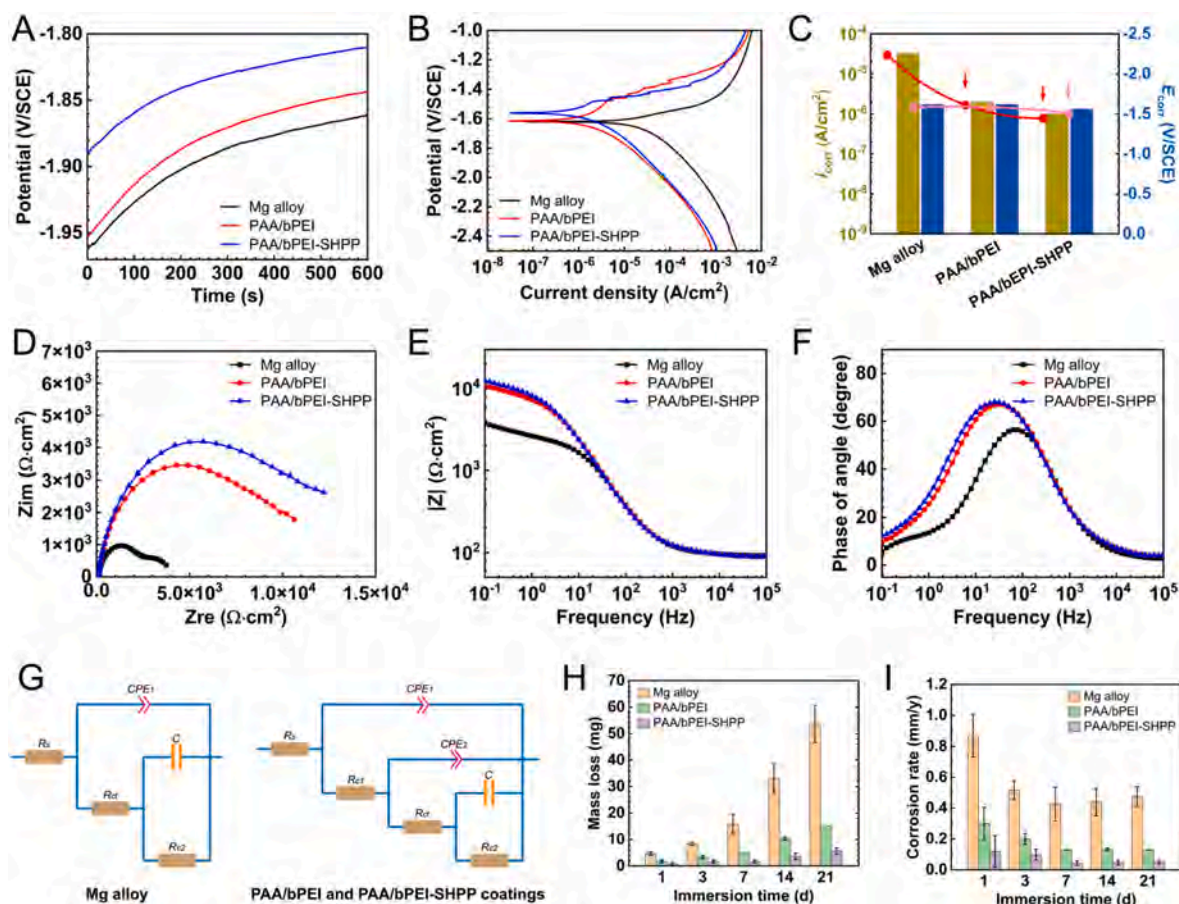 A
-1.80
-1.85
-1.90
-1.95
Potential (V/SCE)
Mg alloy
PAA/bPEI
PAA/bPEI-SHPP
0 100 200 300 400 500 600
Time (s)
B
-1.0
-1.2
-1.4
-1.6
-1.8
-2.0
-2.2
-2.4
Potential (V/SCE)
Mg alloy
PAA/bPEI
PAA/bPEI-SHPP
10⁻⁸ 10⁻⁷ 10⁻⁶ 10⁻⁵ 10⁻⁴ 10⁻³ 10⁻²
Current density (A/cm²)
C
10⁻⁴
10⁻⁵
10⁻⁶
10⁻⁷
10⁻⁸
10⁻⁹
I corr (A/cm²)
-2.5
-2.0
-1.5
-1.0
-0.5
0.0
E corr (V/SCE)
Mg alloy
PAA/bPEI
PAA/bEPI-SHPP
D
7×10³
6×10³
5×10³
4×10³
3×10³
2×10³
1×10³
0
Zim (Ω·cm²)
Mg alloy
PAA/bPEI
PAA/bPEI-SHPP
0 5.0×10³ 1.0×10⁴ 1.5×10⁴
Zre (Ω·cm²)
E
10⁴
10³
10²
|Z| (Ω·cm²)
Mg alloy
PAA/bPEI
PAA/bPEI-SHPP
10⁻¹ 10⁰ 10¹ 10² 10³ 10⁴ 10⁵
Frequency (Hz)
F
80
60
40
20
0
Phase of angle (degree)
Mg alloy
PAA/bPEI
PAA/bPEI-SHPP
10⁻¹ 10⁰ 10¹ 10² 10³ 10⁴ 10⁵
Frequency (Hz)
G
CPE₁
Rs
C
Rct
Rc2
Mg alloy
CPE₁
Rs
CPE₂
Rc1
C
Rct
Rc2
PAA/bPEI and PAA/bPEI-SHPP coatings
H
70
60
50
40
30
20
10
0
Mass loss (mg)
Mg alloy
PAA/bPEI
PAA/bPEI-SHPP
1 3 7 14 21
Immersion time (d)
I
1.2
1.0
0.8
0.6
0.4
0.2
0.0
Corrosion rate (mm/y)
Mg alloy
PAA/bPEI
PAA/bPEI-SHPP
1 3 7 14 21
Immersion time (d)